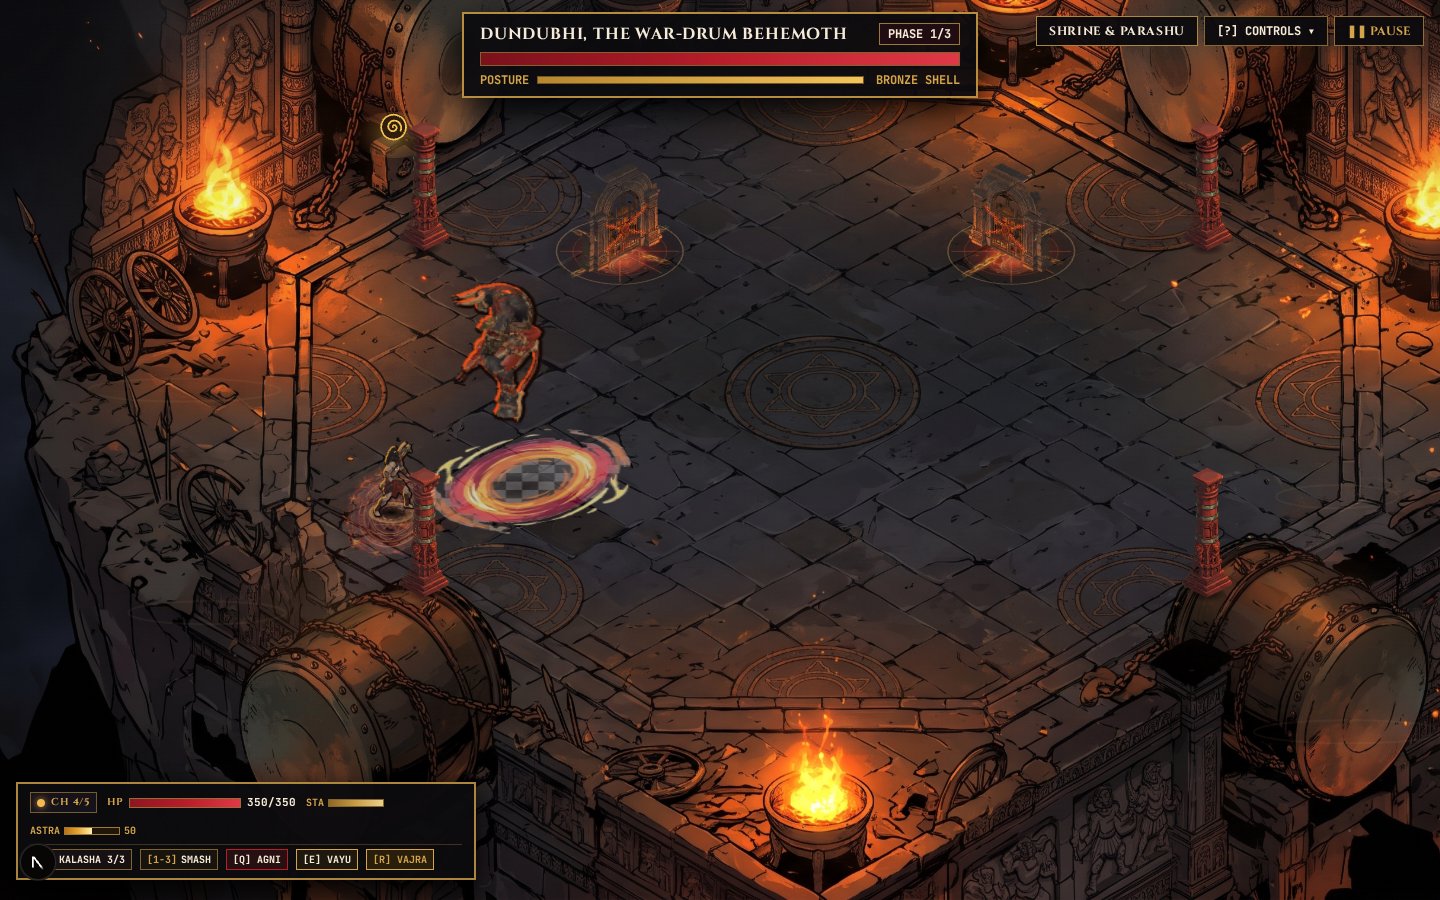 DUNDUBHI, THE WAR-DRUM BEHEMOTH PHASE 1/3
POSTURE BRONZE SHELL
SHRINE & PARASHU [?] CONTROLS ▾ ❚❚ PAUSE
CH 4/5 HP 350/350 STA
ASTRA 50
KALASHA 3/3 [1-3] SMASH [Q] AGNI [E] VAYU [R] VAJRA